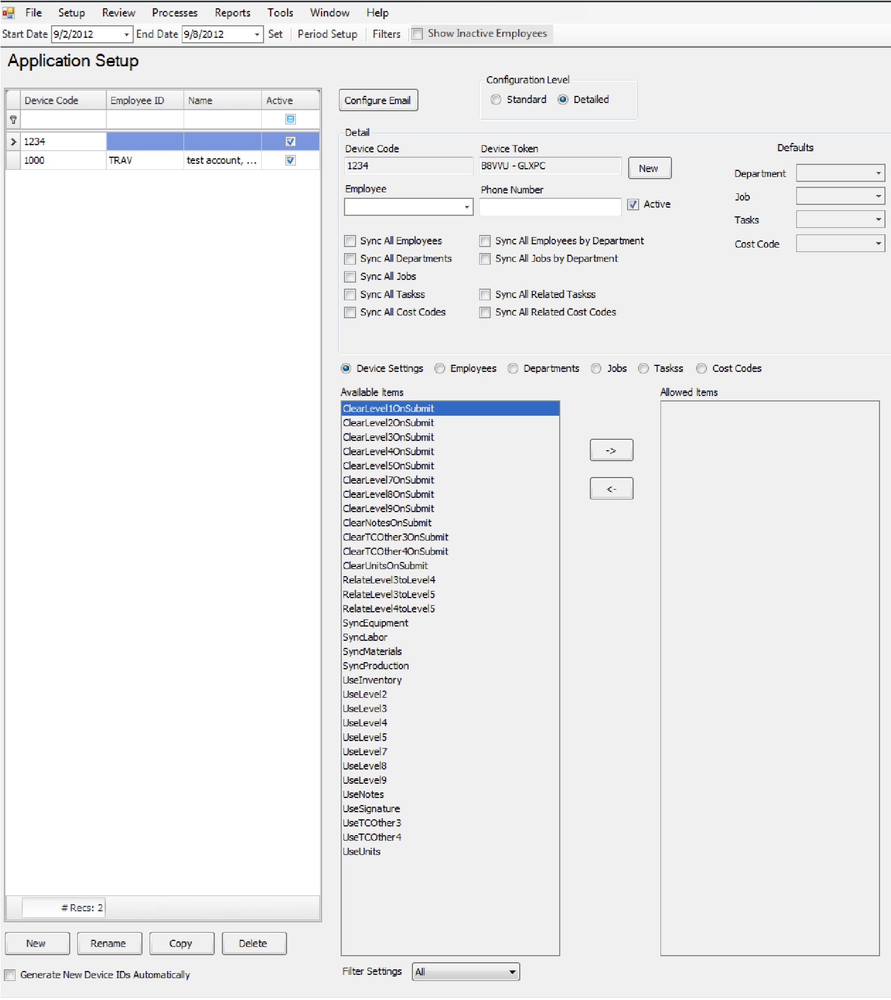 File Setup Review Processes Reports Tools Window Help
Start Date 9/2/2012 End Date 9/8/2012 Set Period Setup Filters Show Inactive Employees
Application Setup
Device Code Employee ID Name Active
1234
1000 TRAV test account, ...
# Recs: 2
New Rename Copy Delete
Generate New Device IDs Automatically
Configure Email
Configuration Level
Standard Detailed
Detail
Device Code Device Token
1234 B8VVU - GLXPC New
Employee Phone Number
Active
Defaults
Department
Job
Tasks
Cost Code
Sync All Employees Sync All Employees by Department
Sync All Departments Sync All Jobs by Department
Sync All Jobs
Sync All Taskss Sync All Related Taskss
Sync All Cost Codes Sync All Related Cost Codes
Device Settings Employees Departments Jobs Taskss Cost Codes
Available Items
ClearLevel1OnSubmit
ClearLevel2OnSubmit
ClearLevel3OnSubmit
ClearLevel4OnSubmit
ClearLevel5OnSubmit
ClearLevel7OnSubmit
ClearLevel8OnSubmit
ClearLevel9OnSubmit
ClearNotesOnSubmit
ClearTCOther3OnSubmit
ClearTCOther4OnSubmit
ClearUnitsOnSubmit
RelateLevel3toLevel4
RelateLevel3toLevel5
RelateLevel4toLevel5
SyncEquipment
SyncLabor
SyncMaterials
SyncProduction
UseInventory
UseLevel2
UseLevel3
UseLevel4
UseLevel5
UseLevel7
UseLevel8
UseLevel9
UseNotes
UseSignature
UseTCOther3
UseTCOther4
UseUnits
->
<-
Allowed Items
Filter Settings All